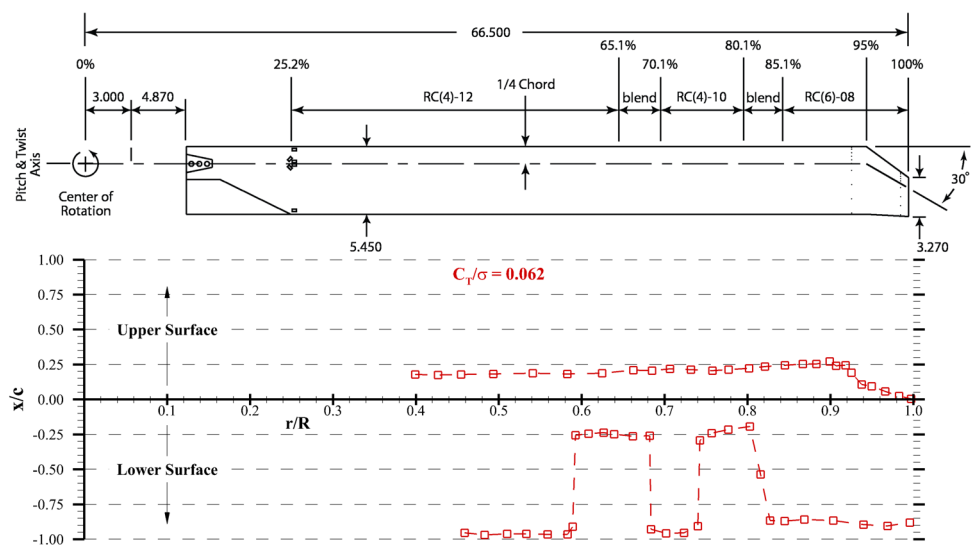 66.500
0% 25.2% 65.1% 70.1% 80.1% 85.1% 95% 100%
3.000 4.870 RC(4)-12 1/4 Chord blend RC(4)-10 blend RC(6)-08
Pitch & Twist
Axis
Center of
Rotation
30°
5.450 3.270
C_T/σ = 0.062
1.00
0.75
Upper Surface
0.50
0.25
0.00
0.1 0.2 0.3 0.4 0.5 0.6 0.7 0.8 0.9 1.0
r/R
x/c
-0.25
-0.50
Lower Surface
-0.75
-1.00